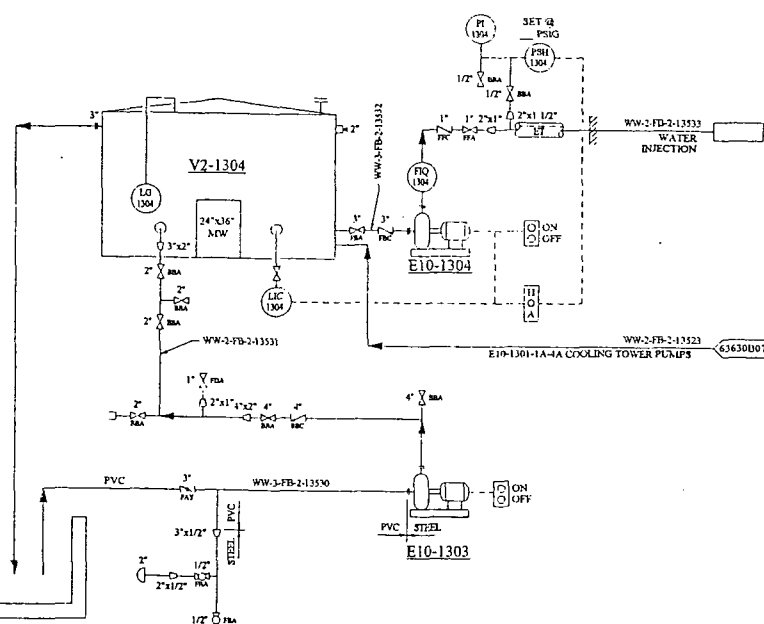 PI
1304
SET @
__ PSIG
PSH
1304
1/2" BBA
1/2" BBA
3"
2"
WW-3-FB-2-13532
1" FFC
1" FFA
2"x1"
2"x1 1/2"
WW-2-FB-2-13533
WATER
INJECTION
V2-1304
FIQ
1304
LG
1304
24"x36"
MW
3" FBA
3" FBC
ON
OFF
E10-1304
3"x2"
2" BBA
LIC
1304
H
O
A
2"
BBA
2" BBA
WW-2-FB-2-13523
E10-1301-1A-4A COOLING TOWER PUMPS
63630B07
WW-2-FB-2-13531
1" FBA
2"x1"
4" BBA
2"
BBA
4"x2"
4"
BBA
4"
BBC
PVC
3"
FAY
WW-3-FB-2-13530
ON
OFF
PVC STEEL
E10-1303
3"x1/2"
PVC
STEEL
2"
2"x1/2"
1/2"
FBA
1/2" FBA